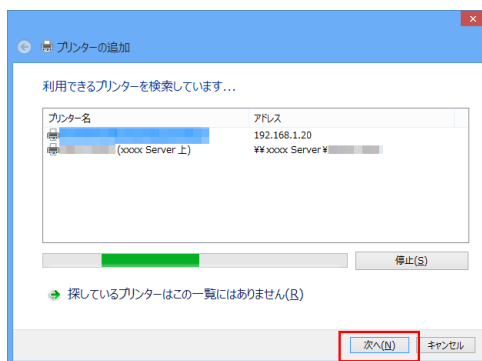 プリンターの追加
利用できるプリンターを検索しています...
プリンター名 アドレス
192.168.1.20
(xxxx Server 上) ¥¥xxxx Server¥
停止(S)
探しているプリンターはこの一覧にはありません(R)
次へ(N) キャンセル